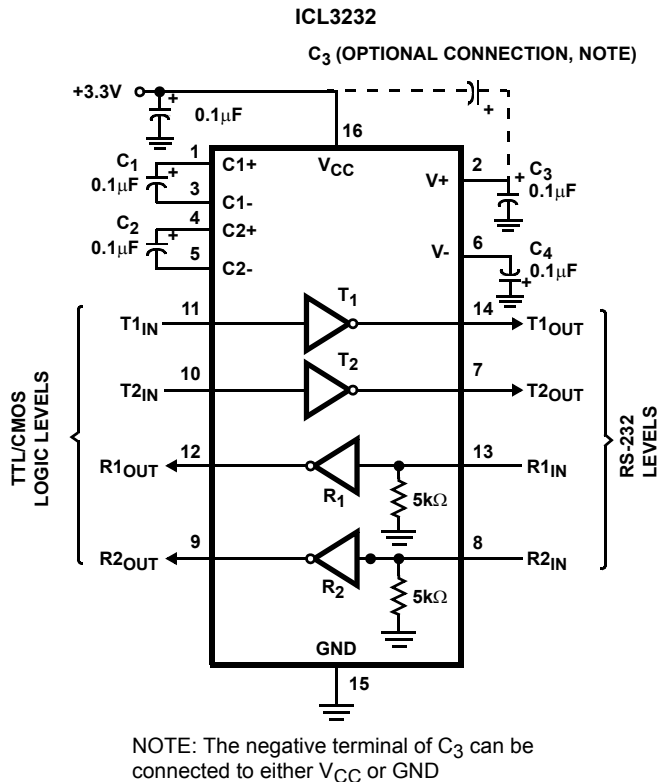 ICL3232
C3 (OPTIONAL CONNECTION, NOTE)
+3.3V
+
0.1μF
+
16
VCC
1
C1+
C1
0.1μF
+
3
C1-
4
C2+
C2
0.1μF
+
5
C2-
2
V+
+
C3
0.1μF
6
V-
C4
0.1μF
+
T1IN
11
T1
14
T1OUT
T2IN
10
T2
7
T2OUT
R1OUT
12
R1
13
R1IN
5kΩ
R2OUT
9
R2
8
R2IN
5kΩ
TTL/CMOS
LOGIC LEVELS
RS-232
LEVELS
GND
15
NOTE: The negative terminal of C3 can be
connected to either VCC or GND